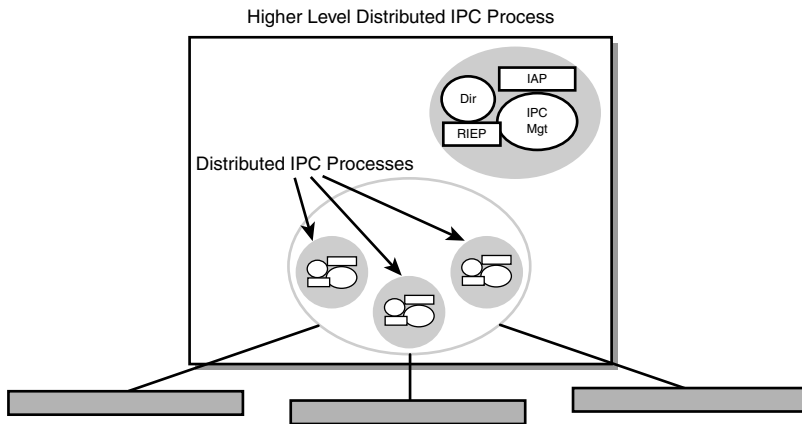 Higher Level Distributed IPC Process
IAP
Dir
IPC
Mgt
RIEP
Distributed IPC Processes